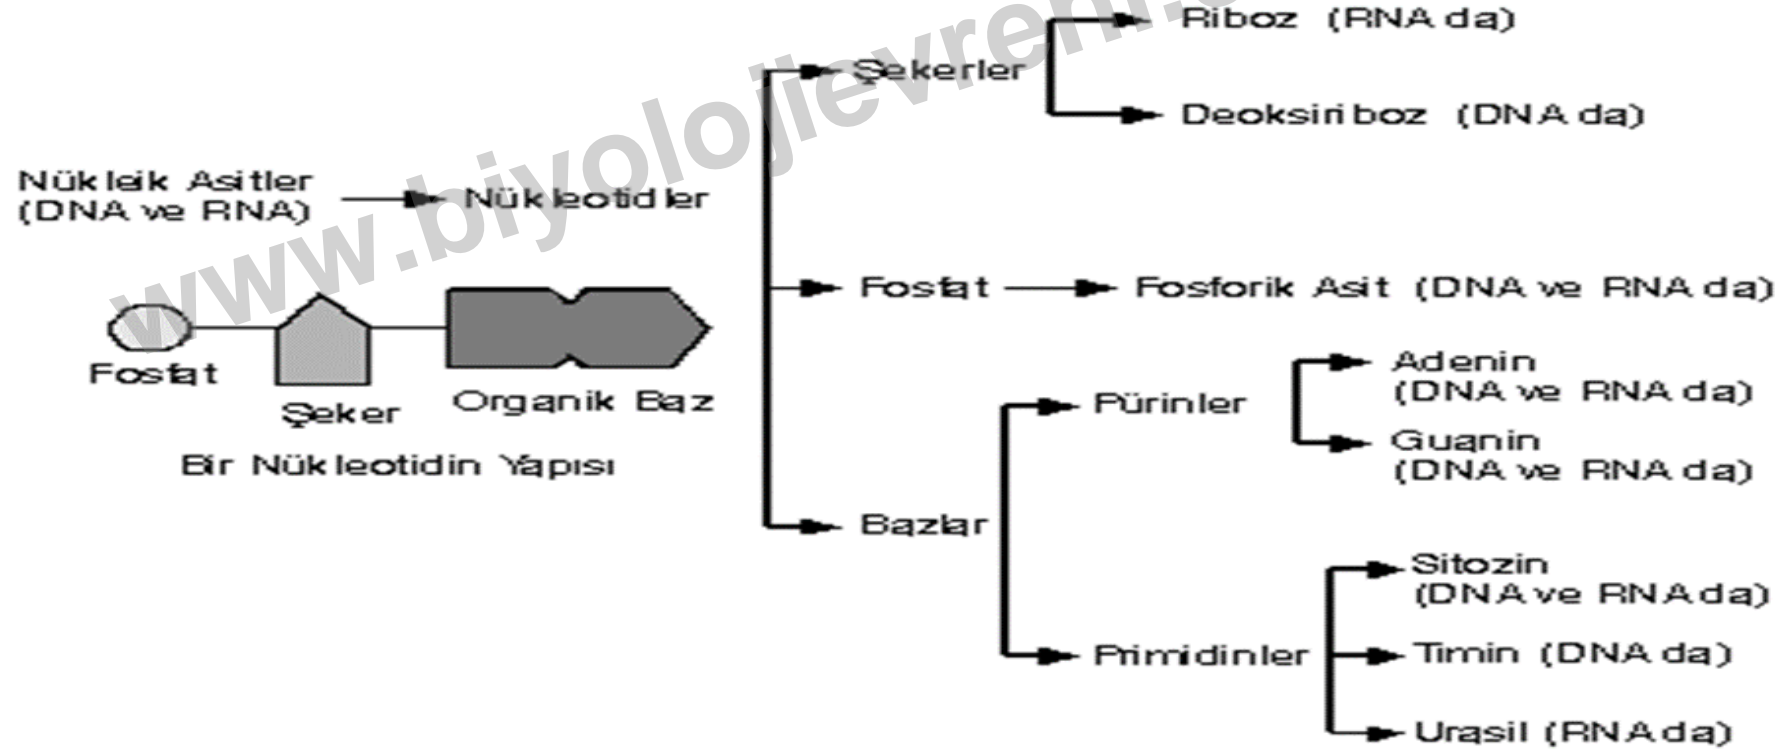 Riboz (RNA da)
Şekerler
Deoksiriboz (DNA da)
Nükleik Asitler
(DNA ve RNA)
Nükleotidler
Fosfat
Fosforik Asit (DNA ve RNA da)
Fosfat
Şeker
Organik Baz
Bir Nükleotidin Yapısı
Bazlar
Pürinler
Adenin
(DNA ve RNA da)
Guanin
(DNA ve RNA da)
Primidinler
Sitozin
(DNA ve RNA da)
Timin (DNA da)
Urasil (RNA da)
www.biyolojievreni.